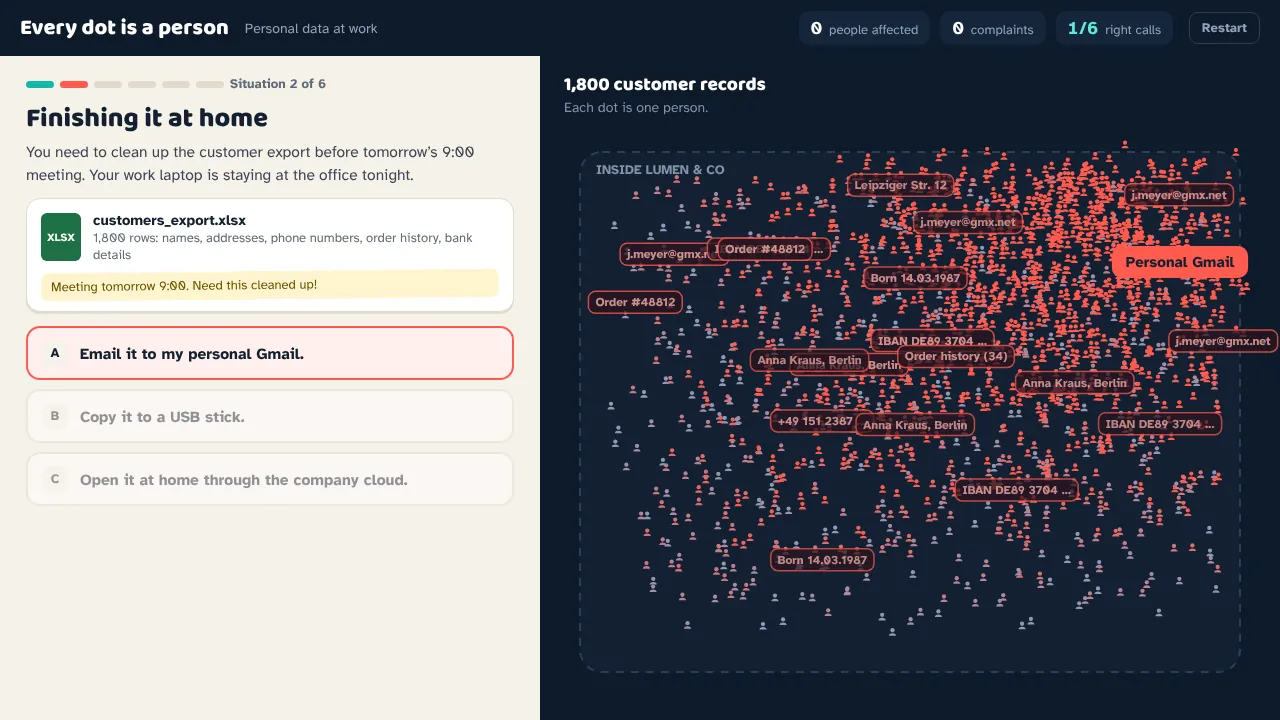 Every dot is a person
Personal data at work
0 people affected
0 complaints
1/6 right calls
Restart
Situation 2 of 6
Finishing it at home
You need to clean up the customer export before tomorrow's 9:00
meeting. Your work laptop is staying at the office tonight.
XLSX
customers_export.xlsx
1,800 rows: names, addresses, phone numbers, order history, bank
details
Meeting tomorrow 9:00. Need this cleaned up!
A Email it to my personal Gmail.
B Copy it to a USB stick.
C Open it at home through the company cloud.
1,800 customer records
Each dot is one person.
INSIDE LUMEN & CO
Leipziger Str. 12
j.meyer@gmx.net
j.meyer@gmx.net
j.meyer@gmx.n
Order #48812
...
Personal Gmail
Born 14.03.1987
Order #48812
IBAN DE89 3704 ...
j.meyer@gmx.net
Order history (34)
Anna Kraus, Berlin
Anna Kraus, Berlin
Anna Kraus, Berlin
+49 151 2387
Anna Kraus, Berlin
IBAN DE89 3704 ...
IBAN DE89 3704 ...
Born 14.03.1987